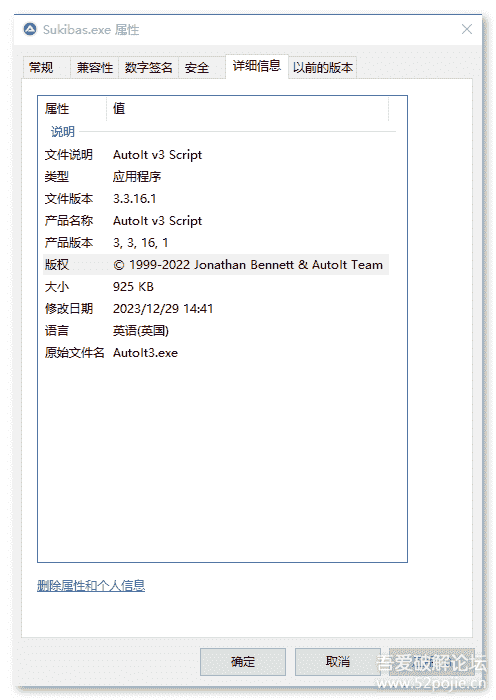 Sukibas.exe 属性
常规 兼容性 数字签名 安全 详细信息 以前的版本
属性 值
说明
文件说明 AutoIt v3 Script
类型 应用程序
文件版本 3.3.16.1
产品名称 AutoIt v3 Script
产品版本 3, 3, 16, 1
版权 © 1999-2022 Jonathan Bennett & AutoIt Team
大小 925 KB
修改日期 2023/12/29 14:41
语言 英语(英国)
原始文件名 AutoIt3.exe
删除属性和个人信息
确定 取消
吾爱破解论坛
www.52pojie.cn